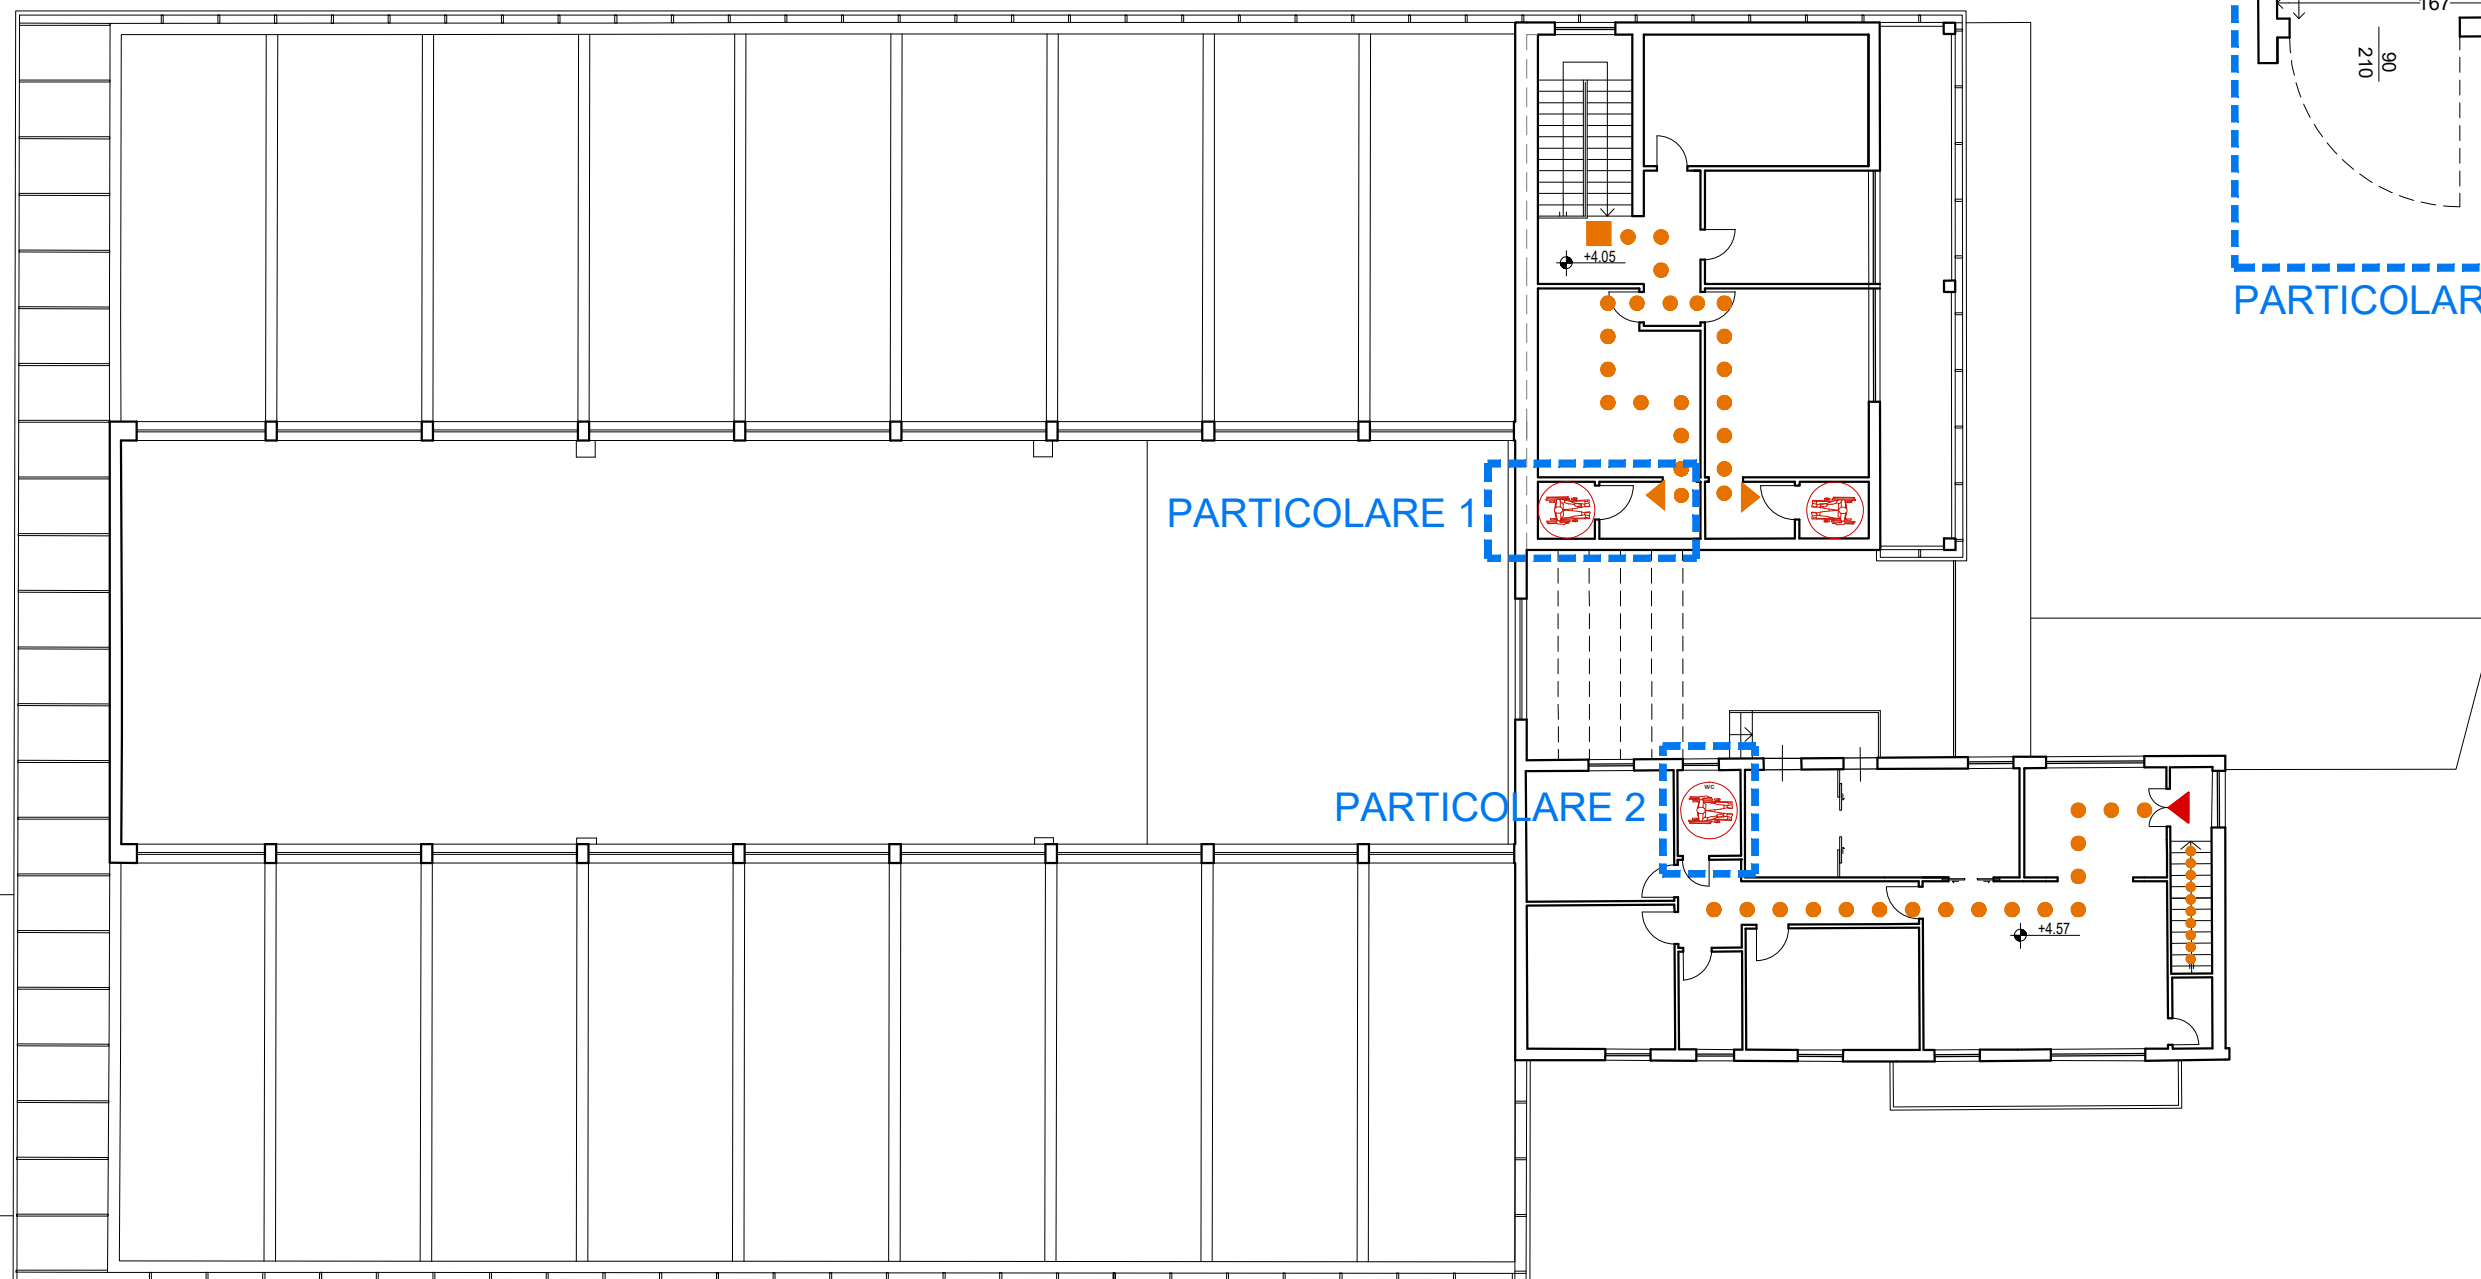 167
90
210
PARTICOLAR
+4.05
PARTICOLARE 1
WC
PARTICOLARE 2
+4.57